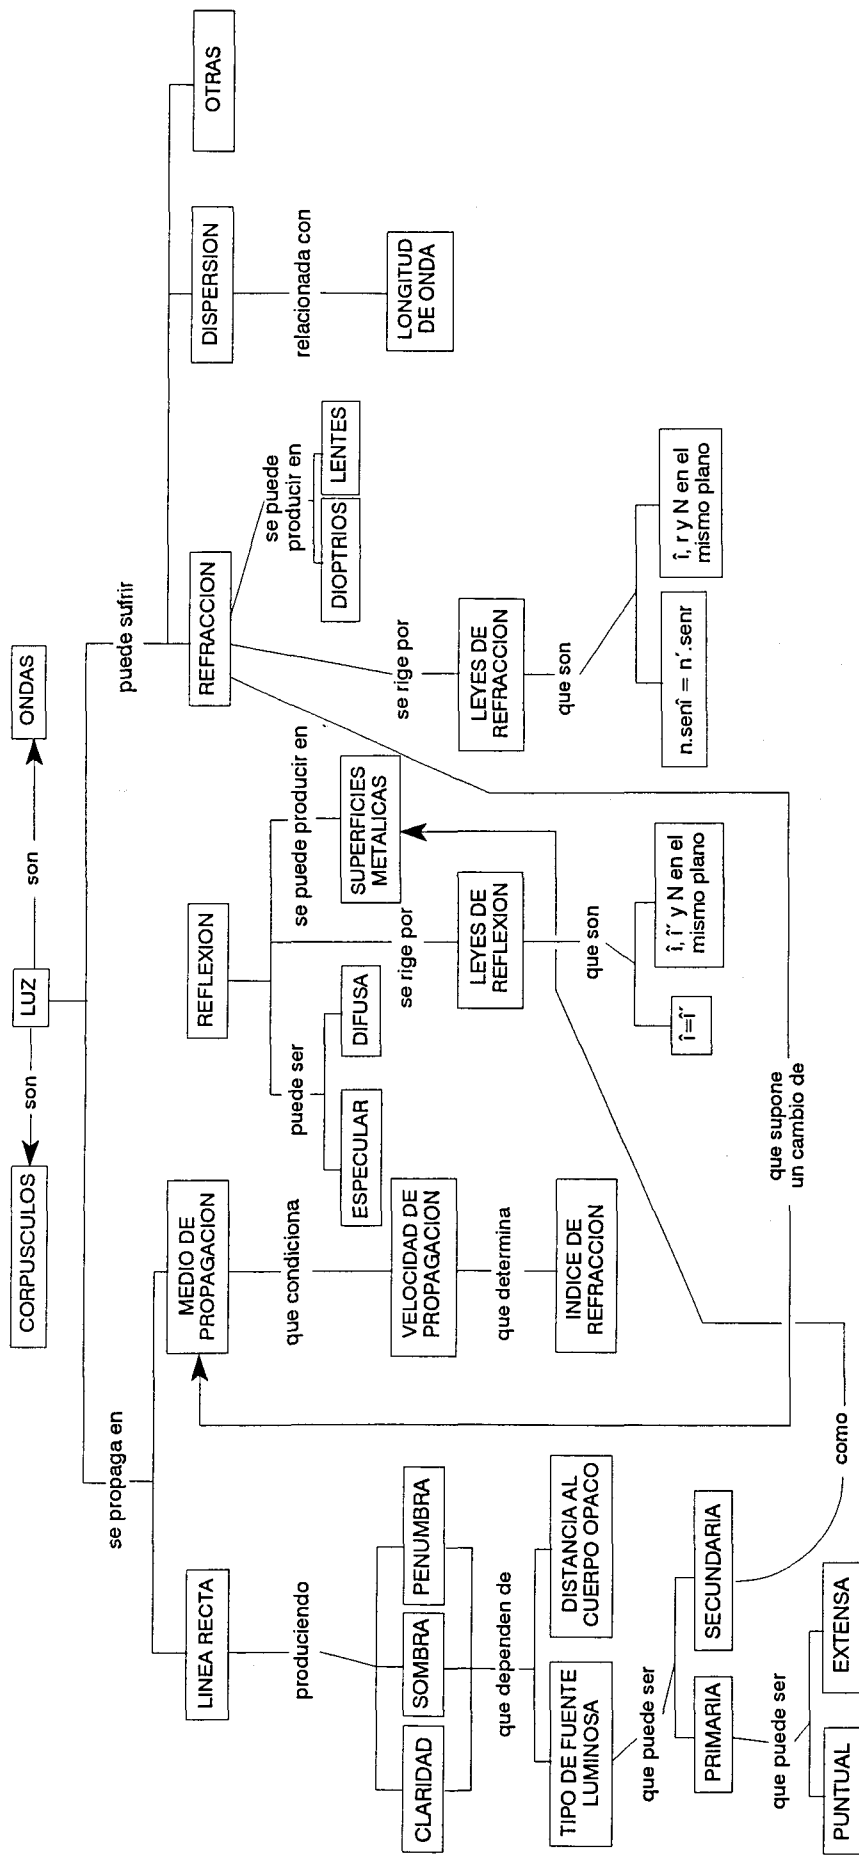 CORPUSCULOS
son
LUZ
son
ONDAS
se propaga en
puede sufrir
LINEA RECTA
MEDIO DE
PROPAGACION
REFLEXION
REFRACCION
DISPERSION
OTRAS
produciendo
que condiciona
puede ser
se puede producir en
se puede
producir en
relacionada con
ESPECULAR
DIFUSA
SUPERFICIES
METALICAS
DIOPTRIOS
LENTES
CLARIDAD
SOMBRA
PENUMBRA
VELOCIDAD DE
PROPAGACION
LONGITUD
DE ONDA
se rige por
se rige por
que dependen de
que determina
LEYES DE
REFLEXION
LEYES DE
REFRACCION
TIPO DE FUENTE
LUMINOSA
DISTANCIA AL
CUERPO OPACO
INDICE DE
REFRACCION
que son
que son
que puede ser
î=î´
î, î´ y N en el
mismo plano
n.senî = n´.senr
î, r y N en el
mismo plano
PRIMARIA
SECUNDARIA
que puede ser
que supone
un cambio de
como
PUNTUAL
EXTENSA